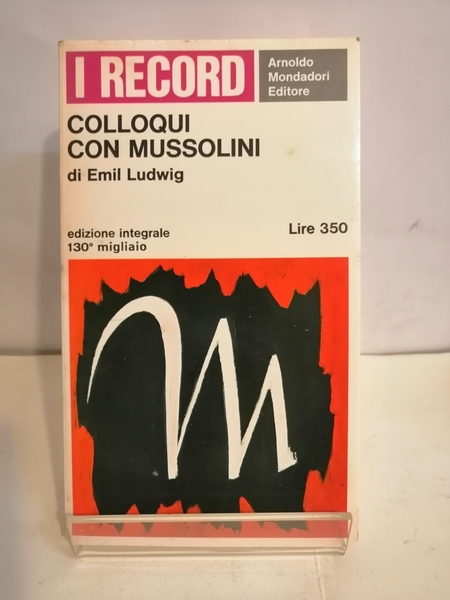 I RECORD
Arnoldo
Mondadori
Editore
COLLOQUI
CON MUSSOLINI
di Emil Ludwig
edizione integrale
130° migliaio
Lire 350
M